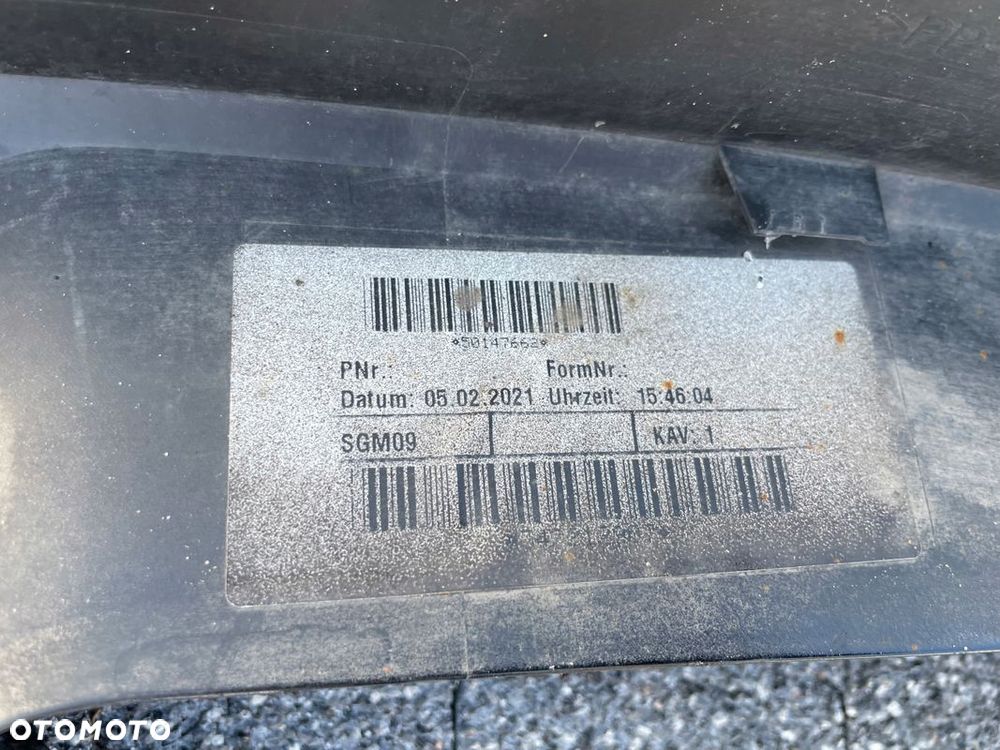 *50147662*
PNr.: FormNr.:
Datum: 05.02.2021 Uhrzeit: 15:46:04
SGM09 KAV: 1
OTOMOTO